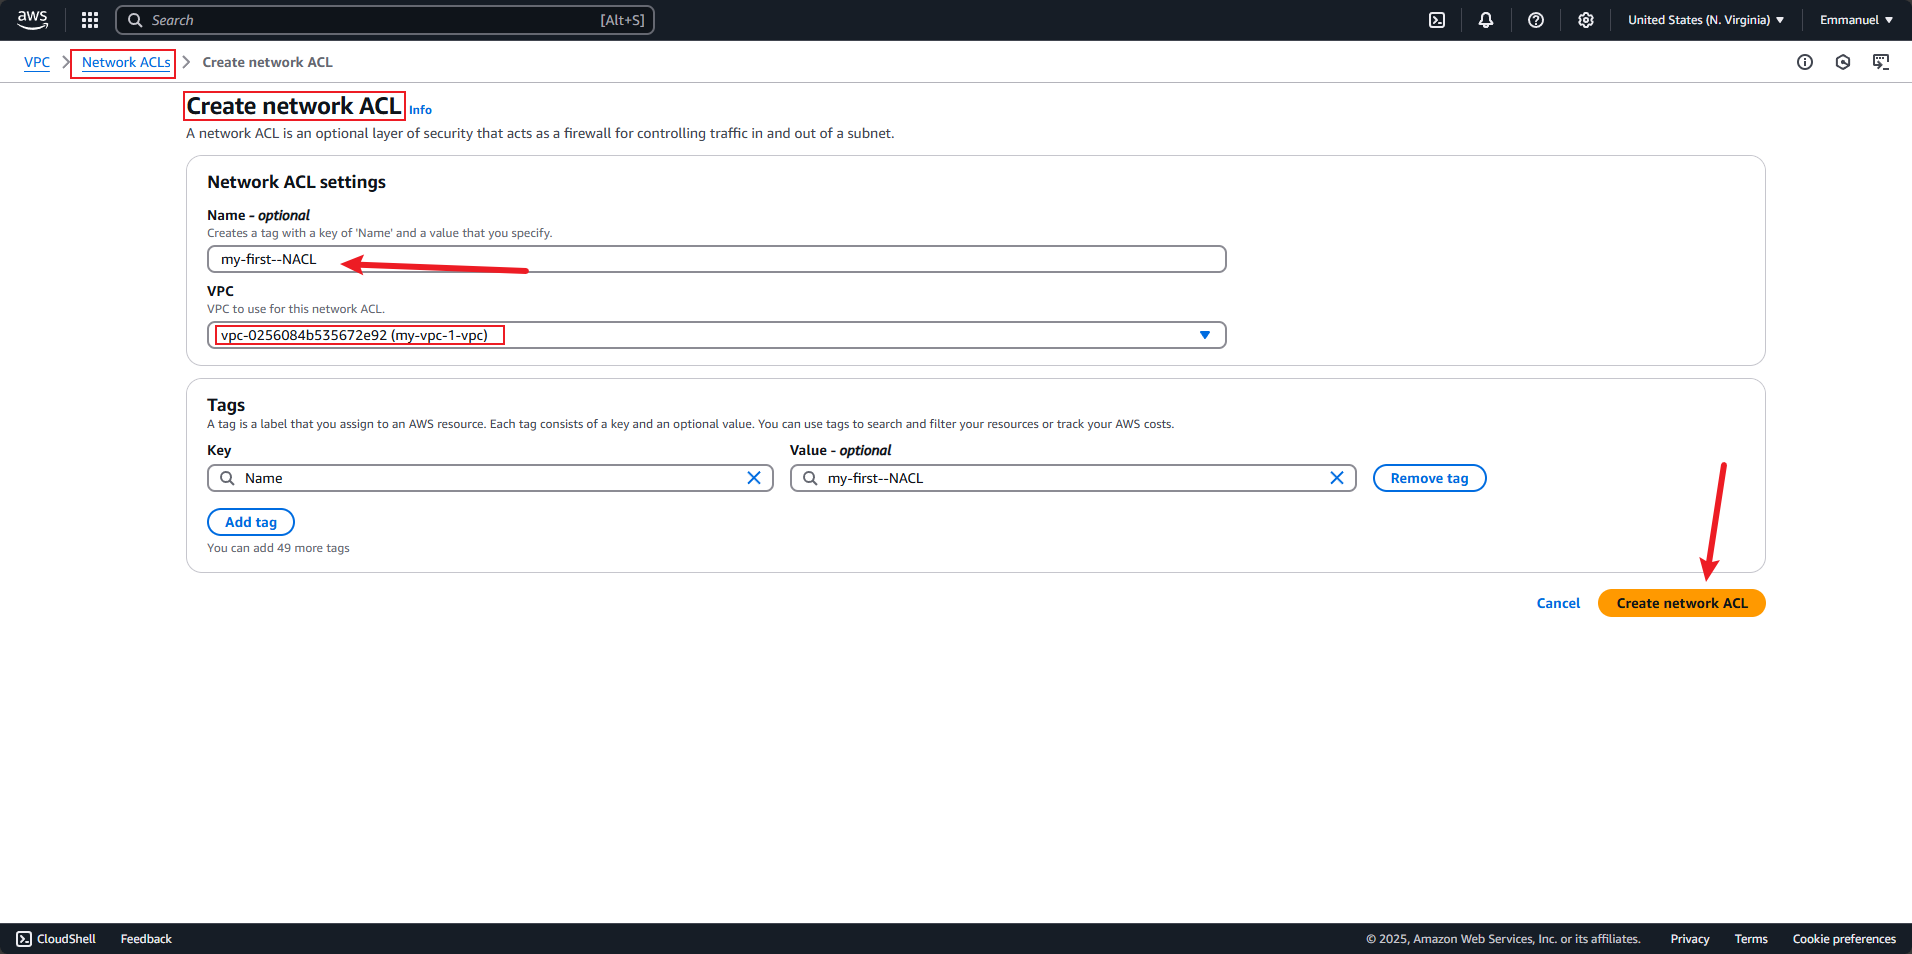 aws Search [Alt+S] United States (N. Virginia) Emmanuel
VPC Network ACLs Create network ACL
Create network ACL Info
A network ACL is an optional layer of security that acts as a firewall for controlling traffic in and out of a subnet.
Network ACL settings
Name - optional
Creates a tag with a key of 'Name' and a value that you specify.
my-first--NACL
VPC
VPC to use for this network ACL.
vpc-0256084b535672e92 (my-vpc-1-vpc)
Tags
A tag is a label that you assign to an AWS resource. Each tag consists of a key and an optional value. You can use tags to search and filter your resources or track your AWS costs.
Key Value - optional
Name my-first--NACL Remove tag
Add tag
You can add 49 more tags
Cancel Create network ACL
CloudShell Feedback © 2025, Amazon Web Services, Inc. or its affiliates. Privacy Terms Cookie preferences